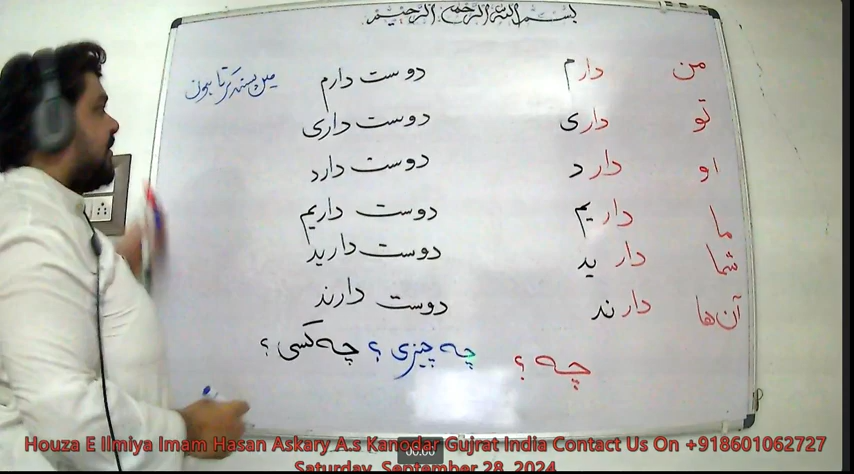 بسم الله الرحمن الرحیم
من دارم دوست دارم میں پسند کرتا ہوں
تو داری دوست داری
او دارد دوست دارد
ما داریم دوست داریم
شما دارید دوست دارید
آن‌ها دارند دوست دارند
چه؟ چه چیزی؟ چه کسی؟
Houza E Ilmiya Imam Hasan Askary A.s Kanodar Gujrat India Contact Us On +918601062727
00:00
Saturday, September 28, 2024